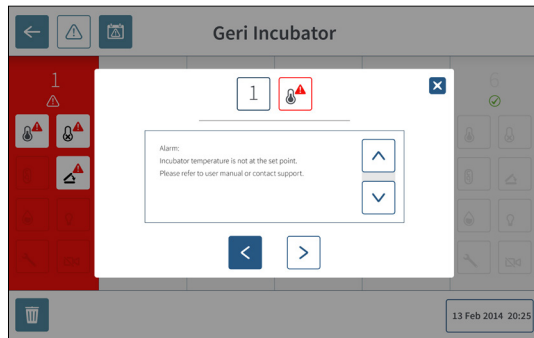 Geri Incubator
1
6
1
Alarm:
Incubator temperature is not at the set point.
Please refer to user manual or contact support.
13 Feb 2014 20:25